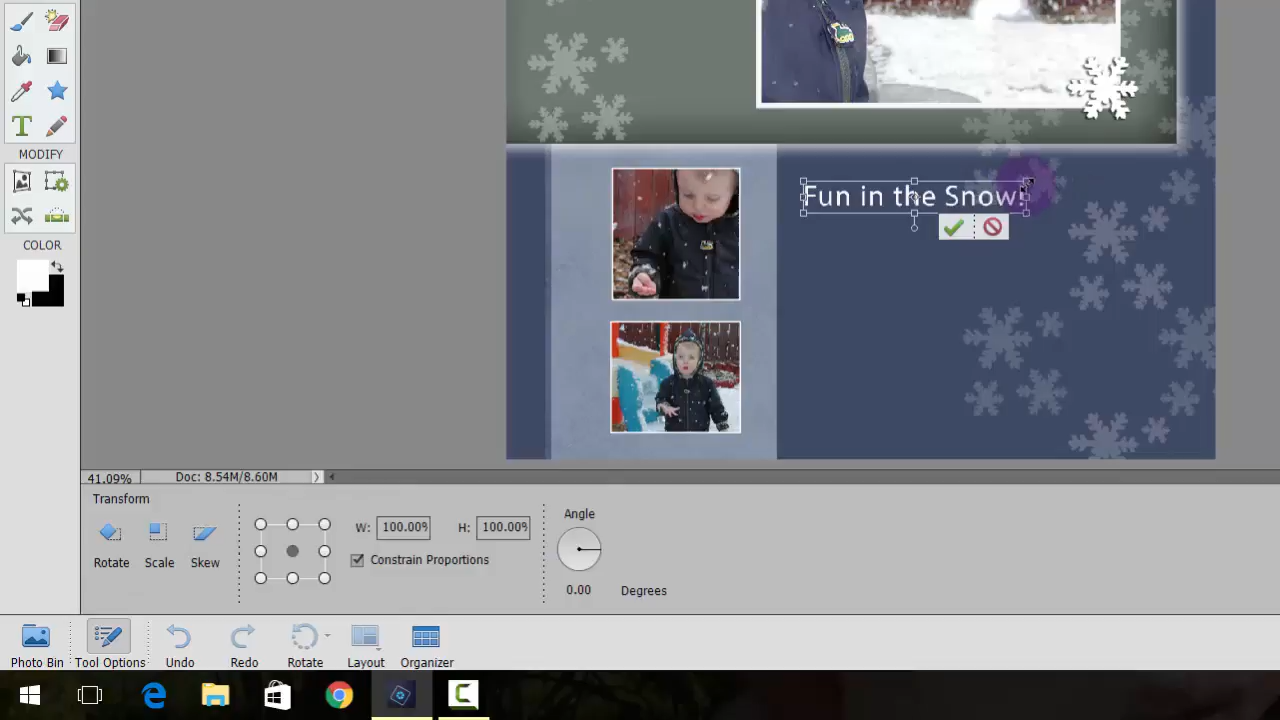 T
MODIFY
COLOR
Fun in the Snow!
41.09% Doc: 8.54M/8.60M
Transform
Rotate Scale Skew
W: 100.00% H: 100.00%
Constrain Proportions
Angle
0.00 Degrees
Photo Bin Tool Options Undo Redo Rotate Layout Organizer